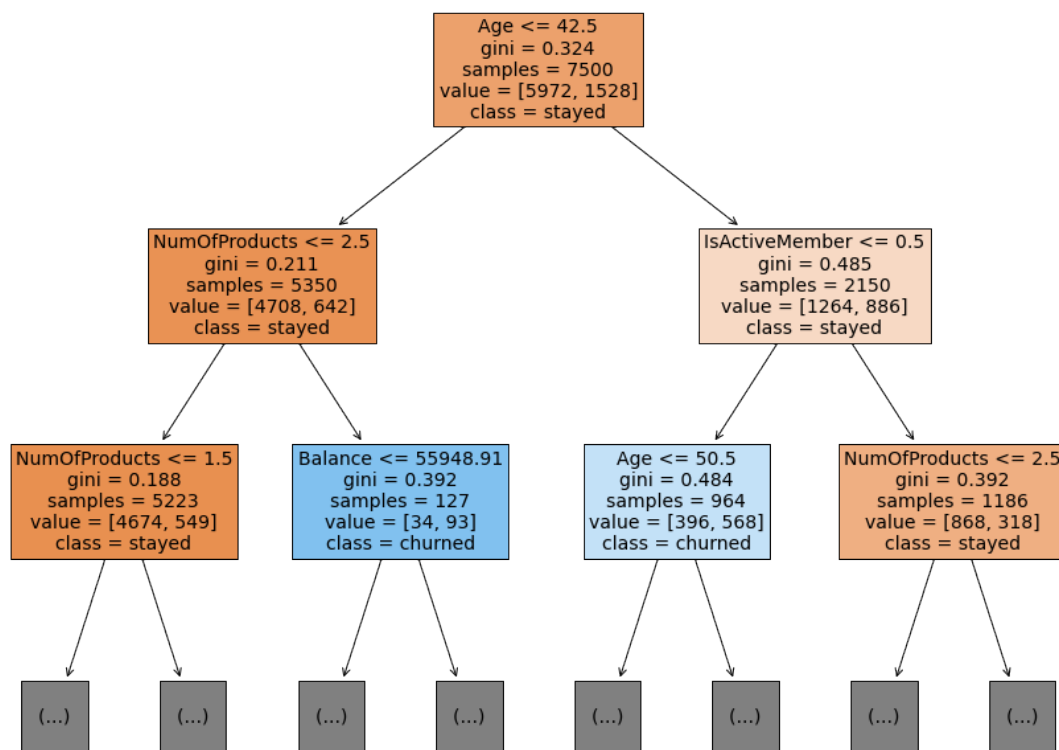 Age <= 42.5
gini = 0.324
samples = 7500
value = [5972, 1528]
class = stayed
NumOfProducts <= 2.5
gini = 0.211
samples = 5350
value = [4708, 642]
class = stayed
IsActiveMember <= 0.5
gini = 0.485
samples = 2150
value = [1264, 886]
class = stayed
NumOfProducts <= 1.5
gini = 0.188
samples = 5223
value = [4674, 549]
class = stayed
Balance <= 55948.91
gini = 0.392
samples = 127
value = [34, 93]
class = churned
Age <= 50.5
gini = 0.484
samples = 964
value = [396, 568]
class = churned
NumOfProducts <= 2.5
gini = 0.392
samples = 1186
value = [868, 318]
class = stayed
(...)
(...)
(...)
(...)
(...)
(...)
(...)
(...)